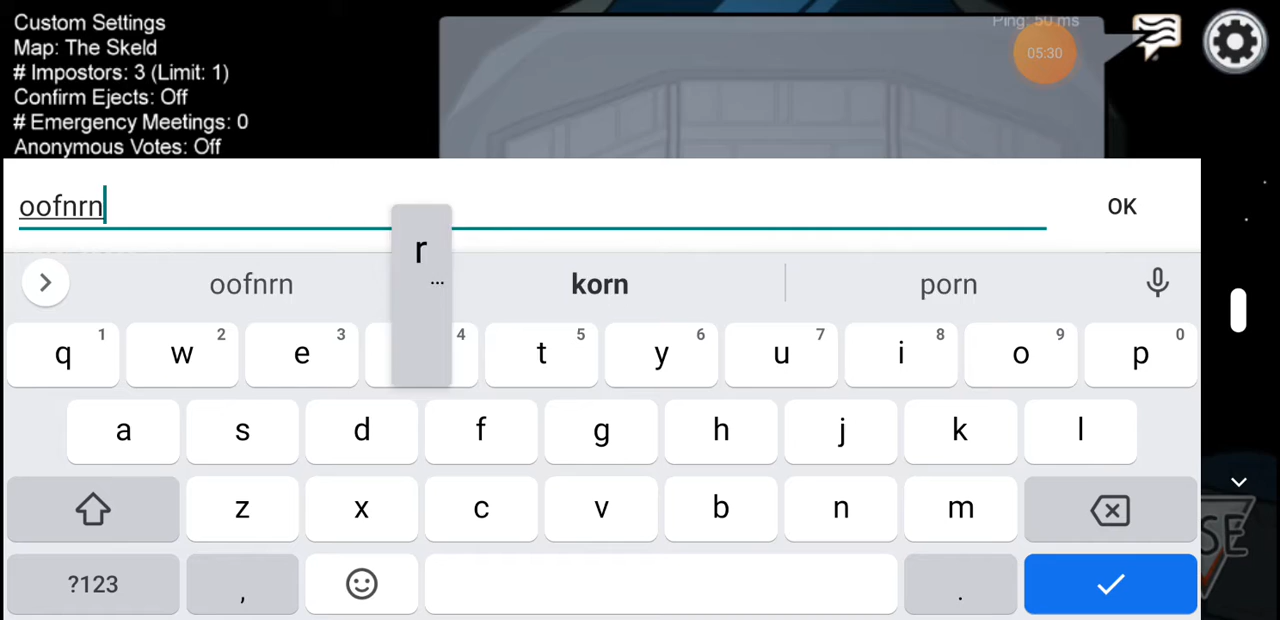 Custom Settings
Map: The Skeld
# Impostors: 3 (Limit: 1)
Confirm Ejects: Off
# Emergency Meetings: 0
Anonymous Votes: Off
Ping: 50 ms
05:30
oofnrn
OK
r
...
oofnrn korn porn
1 2 3 4 5 6 7 8 9 0
q w e t y u i o p
a s d f g h j k l
z x c v b n m
?123 , .
SE